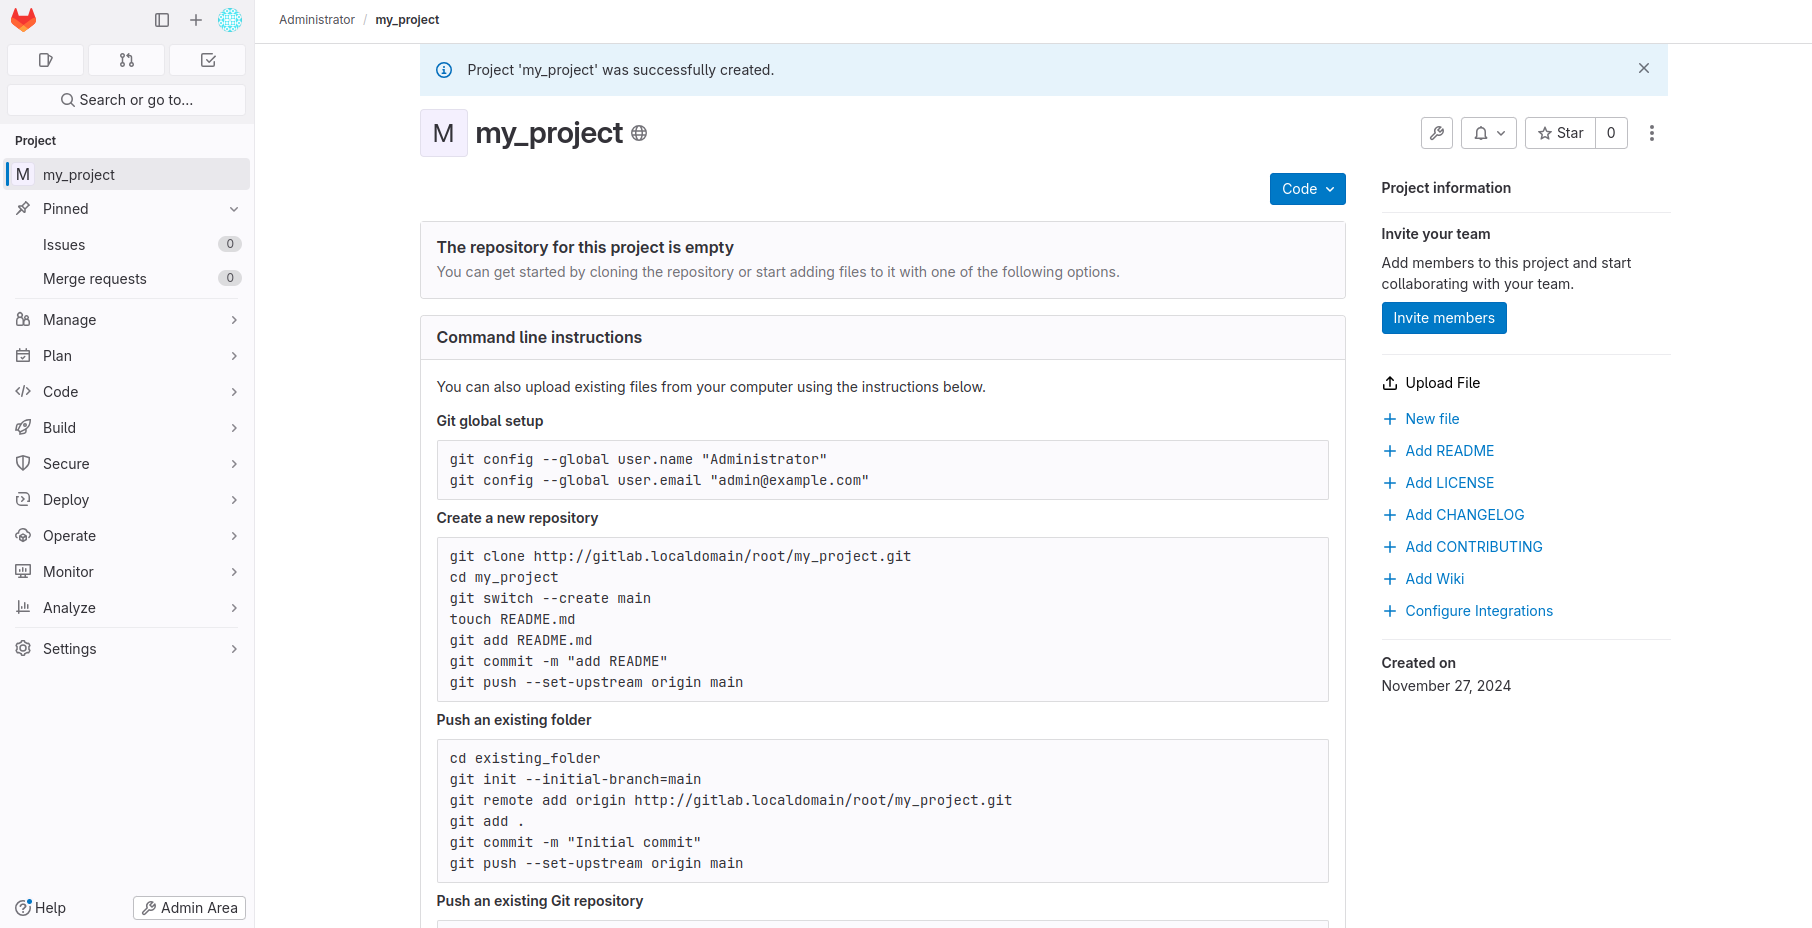 Administrator / my_project
Search or go to...
Project
M my_project
Pinned
Issues 0
Merge requests 0
Manage
Plan
Code
Build
Secure
Deploy
Operate
Monitor
Analyze
Settings
Help
Admin Area
Project 'my_project' was successfully created.
M my_project
Star 0
Code
The repository for this project is empty
You can get started by cloning the repository or start adding files to it with one of the following options.
Command line instructions
You can also upload existing files from your computer using the instructions below.
Git global setup
git config --global user.name "Administrator"
git config --global user.email "admin@example.com"
Create a new repository
git clone http://gitlab.localdomain/root/my_project.git
cd my_project
git switch --create main
touch README.md
git add README.md
git commit -m "add README"
git push --set-upstream origin main
Push an existing folder
cd existing_folder
git init --initial-branch=main
git remote add origin http://gitlab.localdomain/root/my_project.git
git add .
git commit -m "Initial commit"
git push --set-upstream origin main
Push an existing Git repository
Project information
Invite your team
Add members to this project and start
collaborating with your team.
Invite members
Upload File
New file
Add README
Add LICENSE
Add CHANGELOG
Add CONTRIBUTING
Add Wiki
Configure Integrations
Created on
November 27, 2024